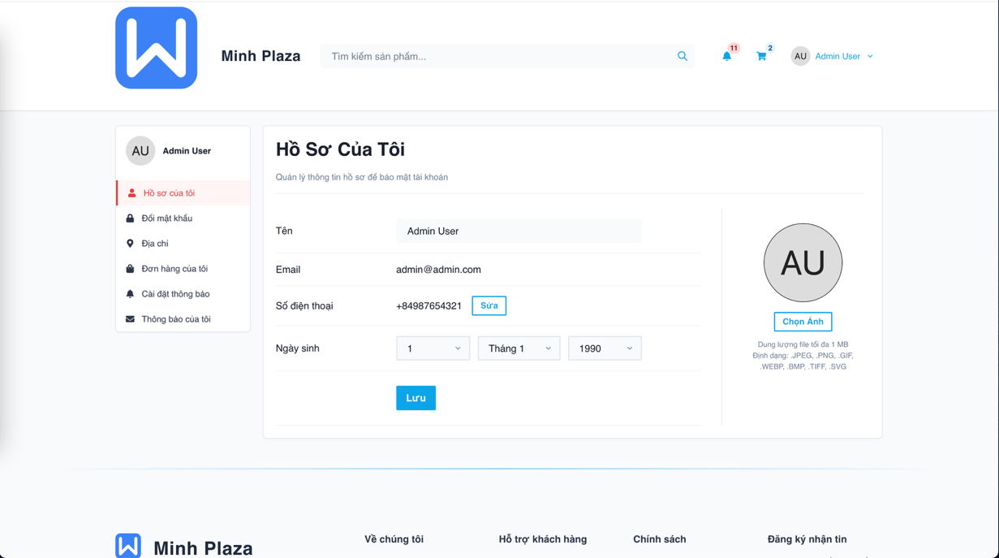 Minh Plaza
Tìm kiếm sản phẩm...
11
2
AU
Admin User
AU
Admin User
Hồ sơ của tôi
Đổi mật khẩu
Địa chỉ
Đơn hàng của tôi
Cài đặt thông báo
Thông báo của tôi
Hồ Sơ Của Tôi
Quản lý thông tin hồ sơ để bảo mật tài khoản
Tên
Admin User
Email
admin@admin.com
Số điện thoại
+84987654321
Sửa
Ngày sinh
1
Tháng 1
1990
Lưu
AU
Chọn Ảnh
Dung lượng file tối đa 1 MB
Định dạng: .JPEG, .PNG, .GIF,
.WEBP, .BMP, .TIFF, .SVG
Minh Plaza
Về chúng tôi
Hỗ trợ khách hàng
Chính sách
Đăng ký nhận tin